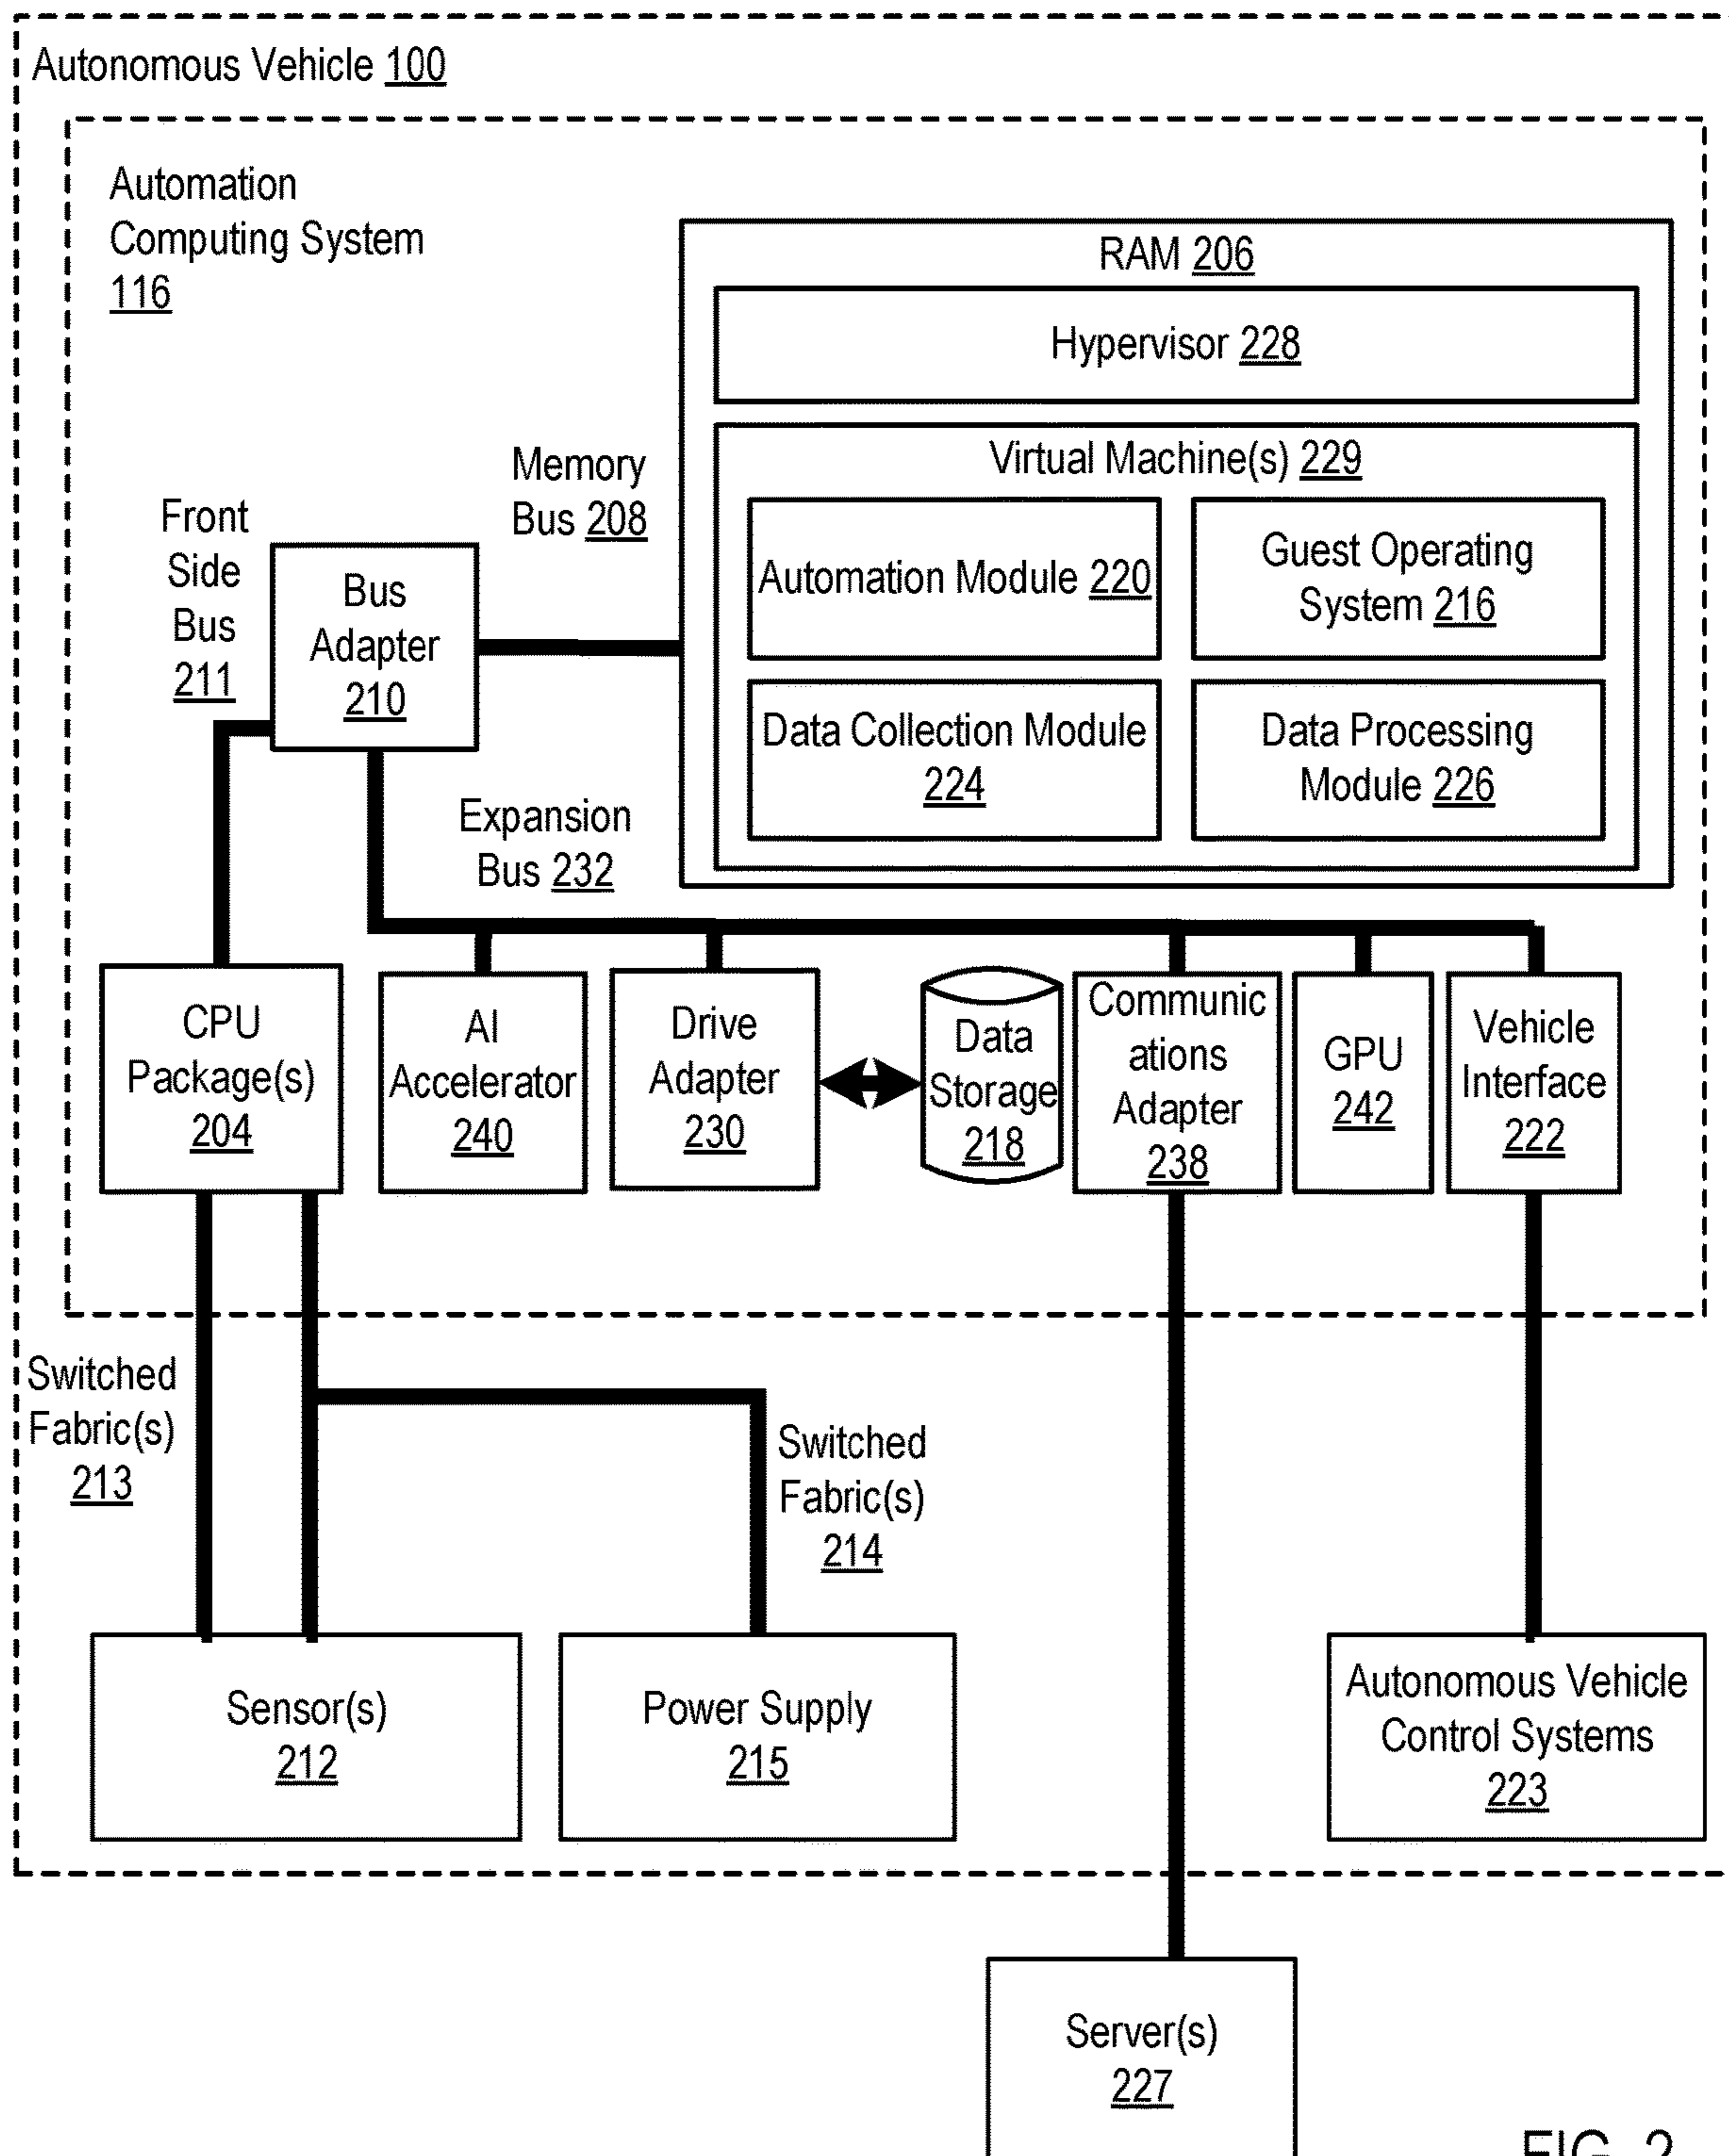 Autonomous Vehicle 100
Automation
Computing System
116
RAM 206
Hypervisor 228
Virtual Machine(s) 229
Automation Module 220
Guest Operating
System 216
Data Collection Module
224
Data Processing
Module 226
Memory
Bus 208
Front
Side
Bus
211
Bus
Adapter
210
Expansion
Bus 232
CPU
Package(s)
204
AI
Accelerator
240
Drive
Adapter
230
Data
Storage
218
Communic
ations
Adapter
238
GPU
242
Vehicle
Interface
222
Switched
Fabric(s)
213
Switched
Fabric(s)
214
Sensor(s)
212
Power Supply
215
Autonomous Vehicle
Control Systems
223
Server(s)
227
FIG. 2